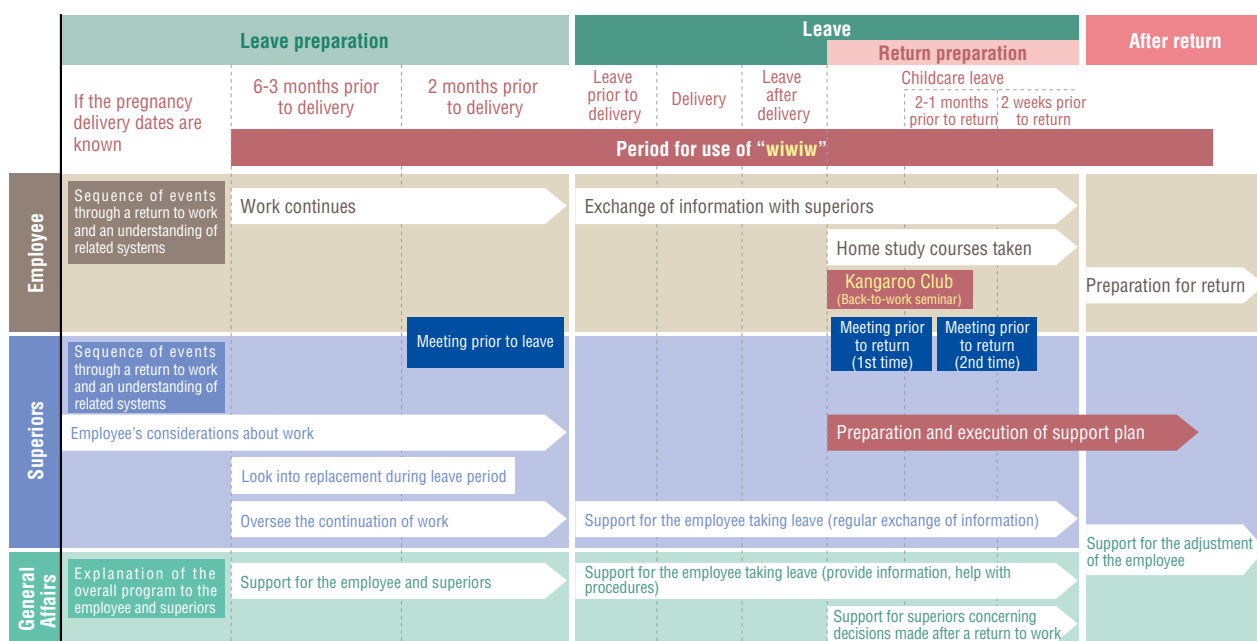 Leave preparation
Leave
Return preparation
After return
If the pregnancy
delivery dates are
known
6-3 months prior
to delivery
2 months prior
to delivery
Leave
prior to
delivery
Delivery
Leave
after
delivery
Childcare leave
2-1 months
prior to return
2 weeks prior
to return
Period for use of “wiwiw”
Employee
Sequence of events
through a return to work
and an understanding of
related systems
Work continues
Exchange of information with superiors
Home study courses taken
Kangaroo Club
(Back-to-work seminar)
Preparation for return
Meeting prior to leave
Meeting prior
to return
(1st time)
Meeting prior
to return
(2nd time)
Superiors
Sequence of events
through a return to work
and an understanding of
related systems
Employee’s considerations about work
Preparation and execution of support plan
Look into replacement during leave period
Oversee the continuation of work
Support for the employee taking leave (regular exchange of information)
Support for the adjustment
of the employee
General
Affairs
Explanation of the
overall program to the
employee and superiors
Support for the employee and superiors
Support for the employee taking leave (provide information, help with
procedures)
Support for superiors concerning
decisions made after a return to work